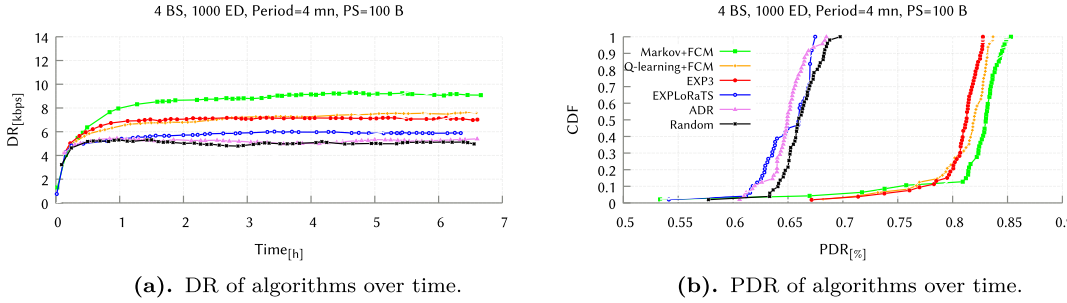 4 BS, 1000 ED, Period=4 mn, PS=100 B
14
12
10
8
6
4
2
0
DR[kbps]
0 1 2 3 4 5 6 7
Time[h]
(a). DR of algorithms over time.
4 BS, 1000 ED, Period=4 mn, PS=100 B
1
0.9
0.8
0.7
0.6
0.5
0.4
0.3
0.2
0.1
0
CDF
Markov+FCM
Q-learning+FCM
EXP3
EXPLoRaTS
ADR
Random
0.5 0.55 0.6 0.65 0.7 0.75 0.8 0.85 0.9
PDR[%]
(b). PDR of algorithms over time.